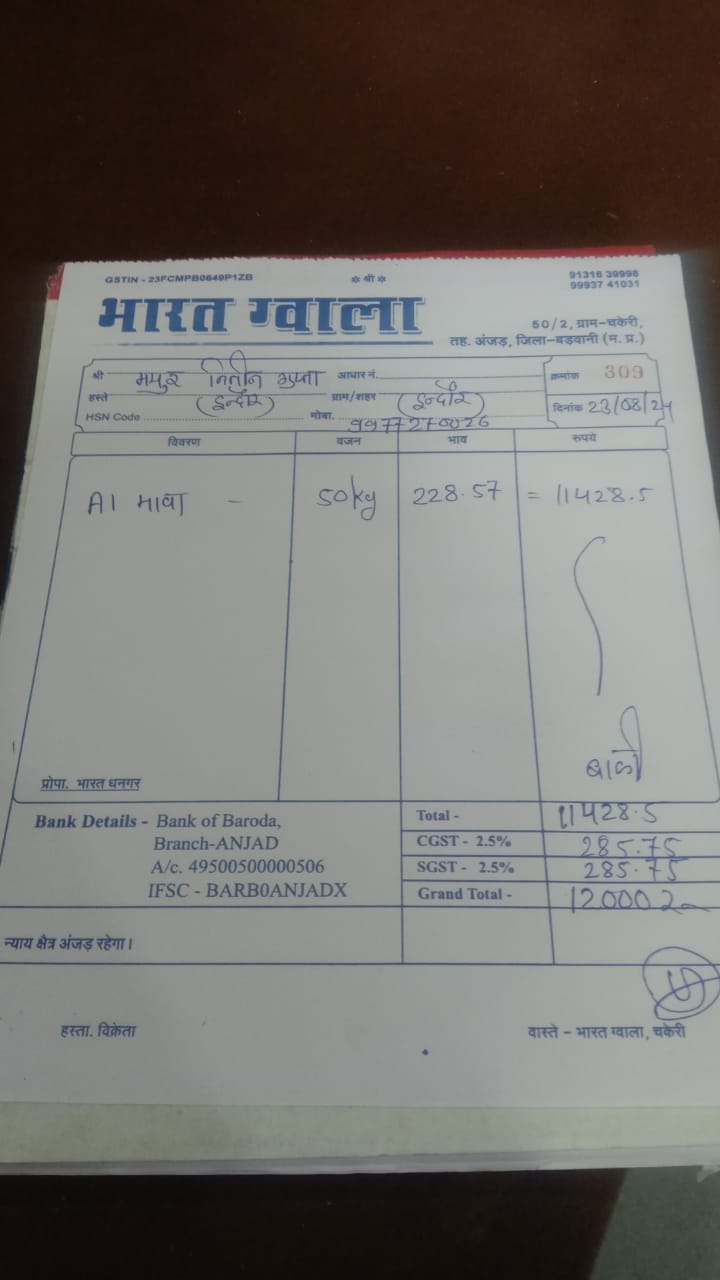 GSTIN - 23FCMPB0649P1ZB
❋ श्री ❋
91316 39998
99937 41031
भारत ग्वाला
50/2, ग्राम-चकेरी,
तह. अंजड़, जिला-बड़वानी (म. प्र.)
श्री मयुर नितीन गुप्ता आधार नं.
क्रमांक 309
हस्ते (इन्दौर) ग्राम/शहर (इन्दौर)
दिनांक 23/08/24
HSN Code मोबा. 9977270026
विवरण वजन भाव रुपये
A1 मावा - 50kg 228.57 = 11428.5
बाकी
प्रोपा. भारत धनगर
Bank Details - Bank of Baroda,
Branch-ANJAD
A/c. 49500500000506
IFSC - BARB0ANJADX
Total - 11428.5
CGST - 2.5% 285.75
SGST - 2.5% 285.75
Grand Total - 12000
न्याय क्षेत्र अंजड़ रहेगा।
हस्ता. विक्रेता
वास्ते - भारत ग्वाला, चकेरी